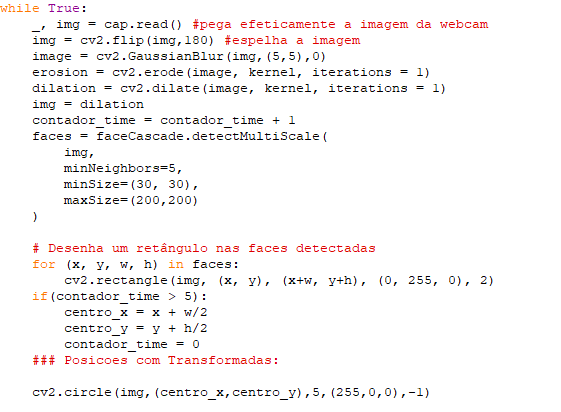 while True:
    _, img = cap.read() #pega efeticamente a imagem da webcam
    img = cv2.flip(img,180) #espelha a imagem
    image = cv2.GaussianBlur(img,(5,5),0)
    erosion = cv2.erode(image, kernel, iterations = 1)
    dilation = cv2.dilate(image, kernel, iterations = 1)
    img = dilation
    contador_time = contador_time + 1
    faces = faceCascade.detectMultiScale(
        img,
        minNeighbors=5,
        minSize=(30, 30),
        maxSize=(200,200)
    )

    # Desenha um retângulo nas faces detectadas
    for (x, y, w, h) in faces:
        cv2.rectangle(img, (x, y), (x+w, y+h), (0, 255, 0), 2)
    if(contador_time > 5):
        centro_x = x + w/2
        centro_y = y + h/2
        contador_time = 0
    ### Posicoes com Transformadas:

    cv2.circle(img,(centro_x,centro_y),5,(255,0,0),-1)